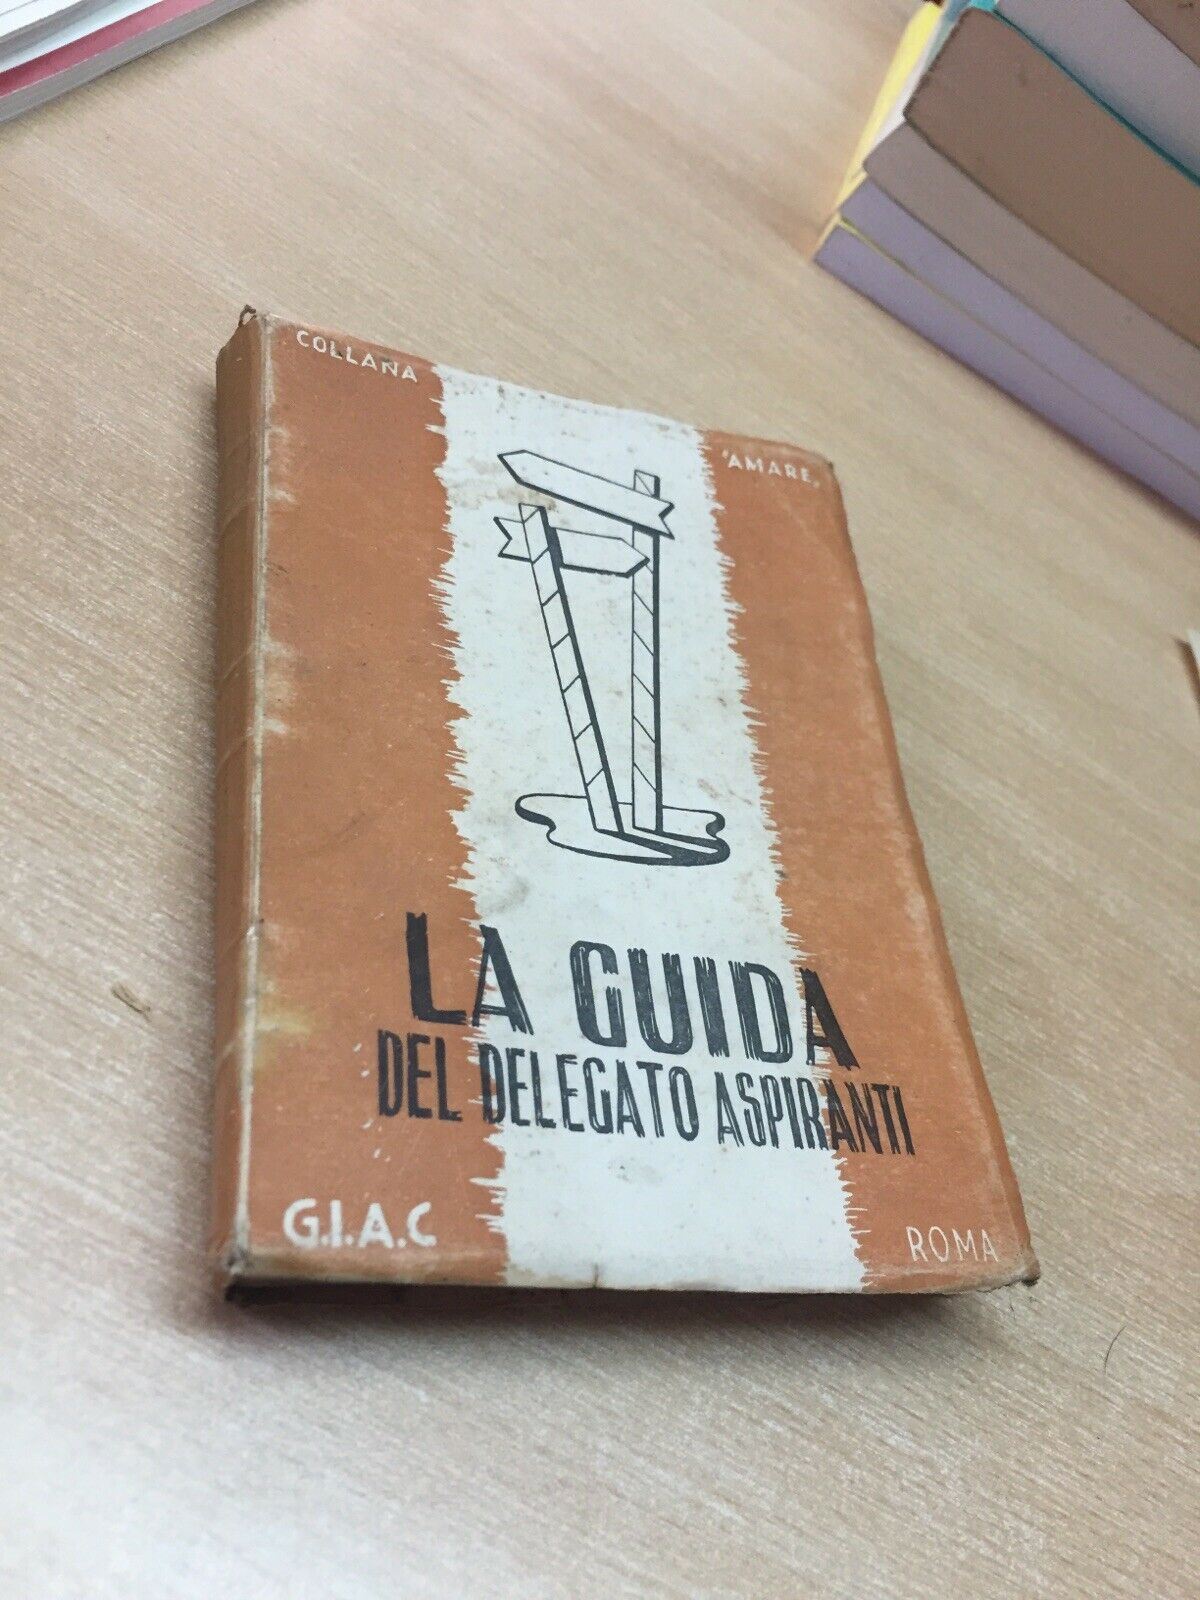 COLLANA
"AMARE„
LA GUIDA
DEL DELEGATO ASPIRANTI
G.I.A.C
ROMA